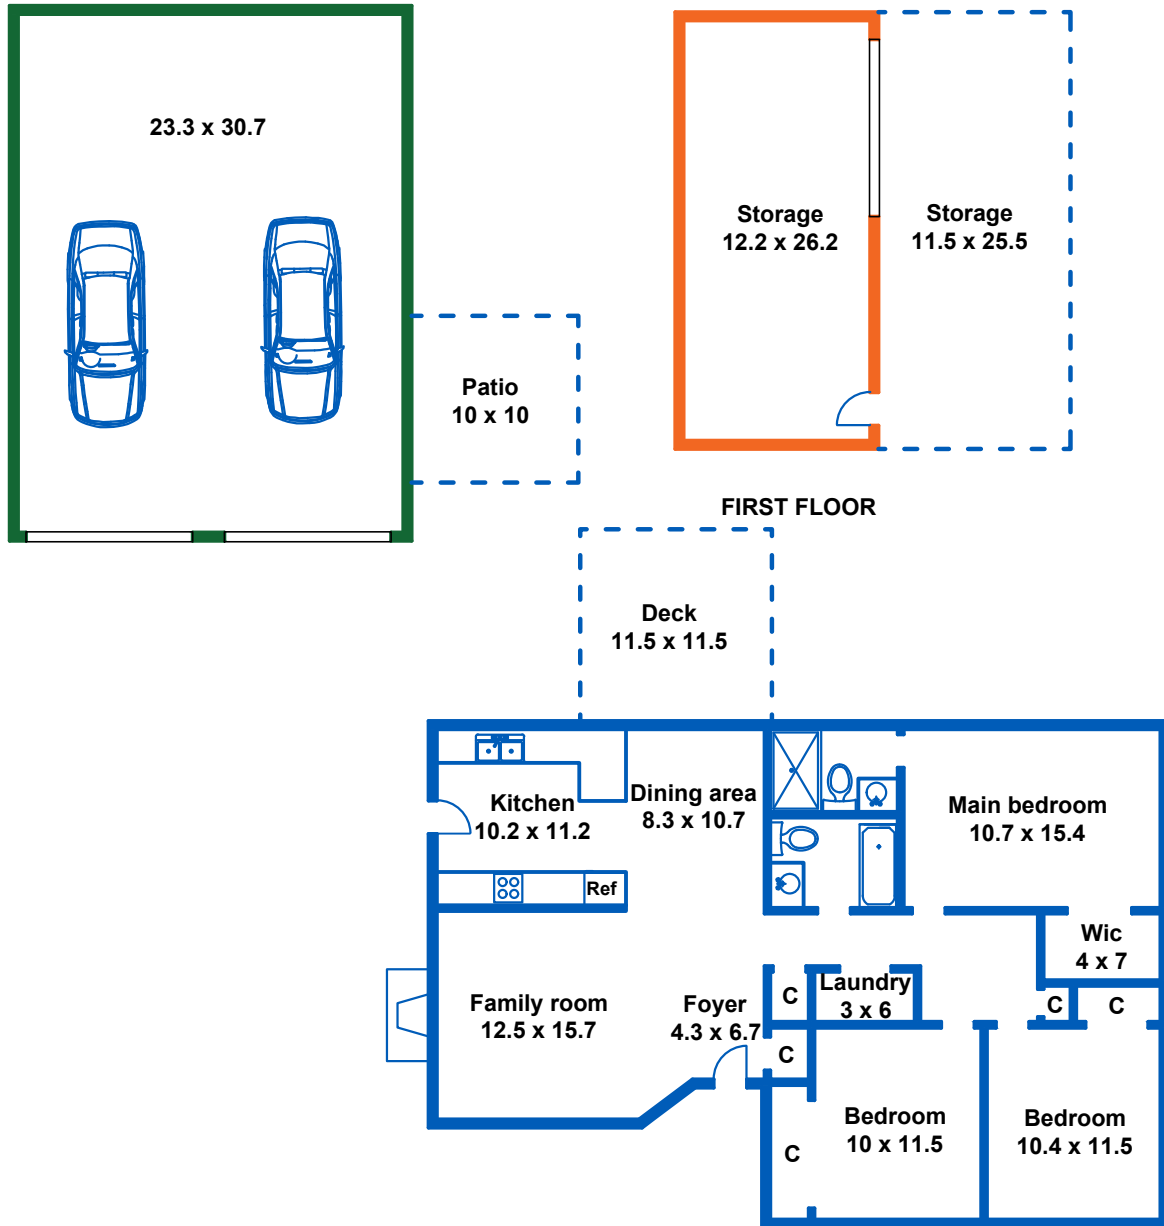 23.3 x 30.7
Storage
12.2 x 26.2
Storage
11.5 x 25.5
Patio
10 x 10
FIRST FLOOR
Deck
11.5 x 11.5
Kitchen
10.2 x 11.2
Dining area
8.3 x 10.7
Main bedroom
10.7 x 15.4
Ref
Wic
4 x 7
Family room
12.5 x 15.7
Foyer
4.3 x 6.7
C
Laundry
3 x 6
C
C
C
Bedroom
10 x 11.5
Bedroom
10.4 x 11.5
C